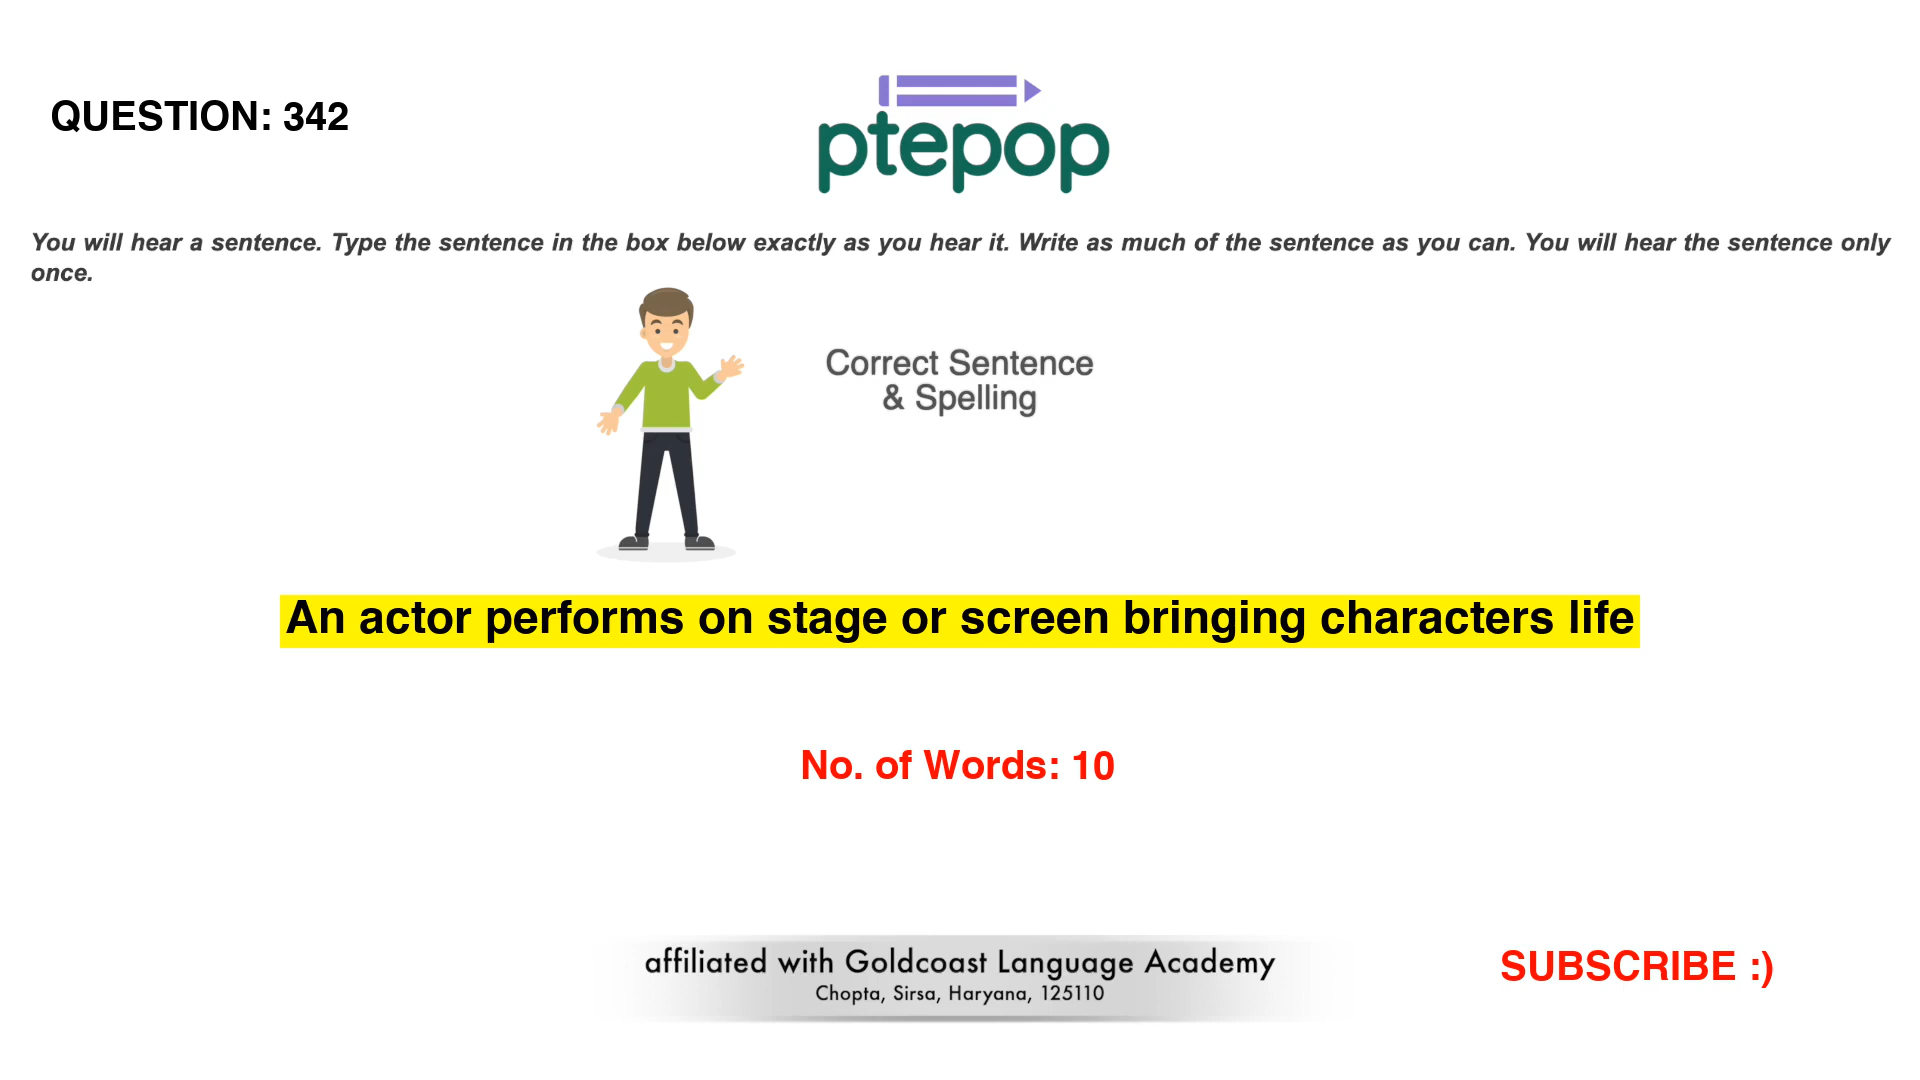 QUESTION: 342
ptepop
You will hear a sentence. Type the sentence in the box below exactly as you hear it. Write as much of the sentence as you can. You will hear the sentence only
once.
Correct Sentence
& Spelling
An actor performs on stage or screen bringing characters life
No. of Words: 10
affiliated with Goldcoast Language Academy
Chopta, Sirsa, Haryana, 125110
SUBSCRIBE :)